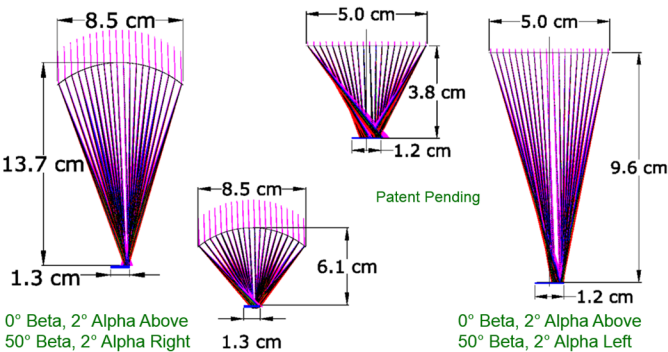 8.5 cm
13.7 cm
1.3 cm
0° Beta, 2° Alpha Above
50° Beta, 2° Alpha Right
8.5 cm
6.1 cm
1.3 cm
5.0 cm
3.8 cm
1.2 cm
Patent Pending
5.0 cm
9.6 cm
1.2 cm
0° Beta, 2° Alpha Above
50° Beta, 2° Alpha Left